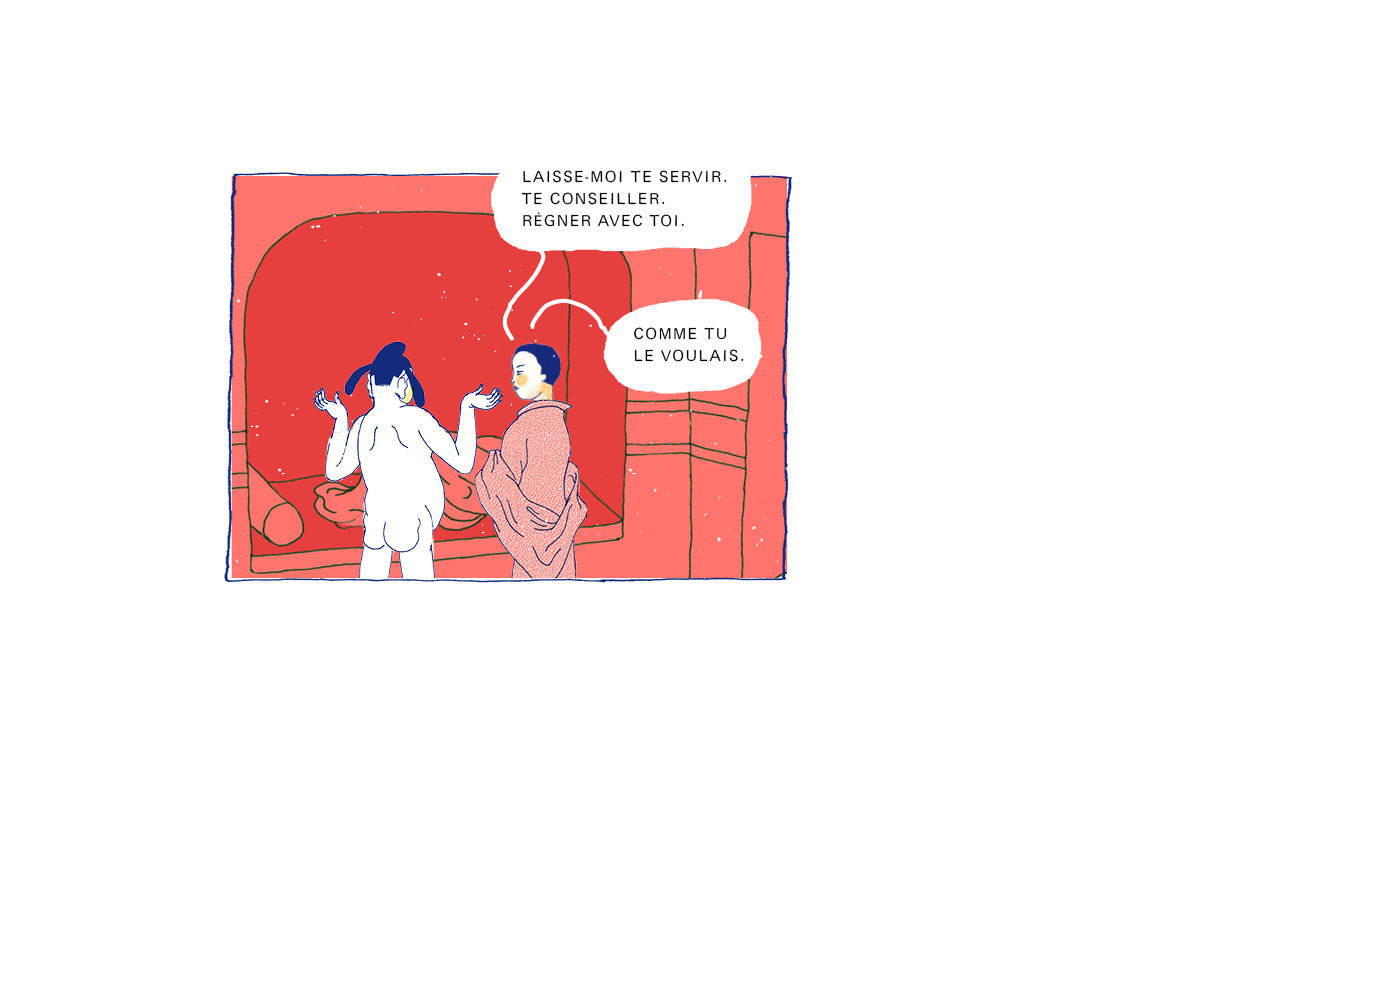 LAISSE-MOI TE SERVIR.
TE CONSEILLER.
RÉGNER AVEC TOI.
COMME TU
LE VOULAIS.